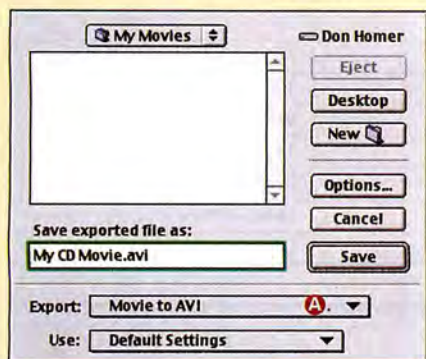 My Movies
Don Homer
Eject
Desktop
New
Options...
Cancel
Save exported file as:
My CD Movie.avi
Save
Export: Movie to AVI A.
Use: Default Settings